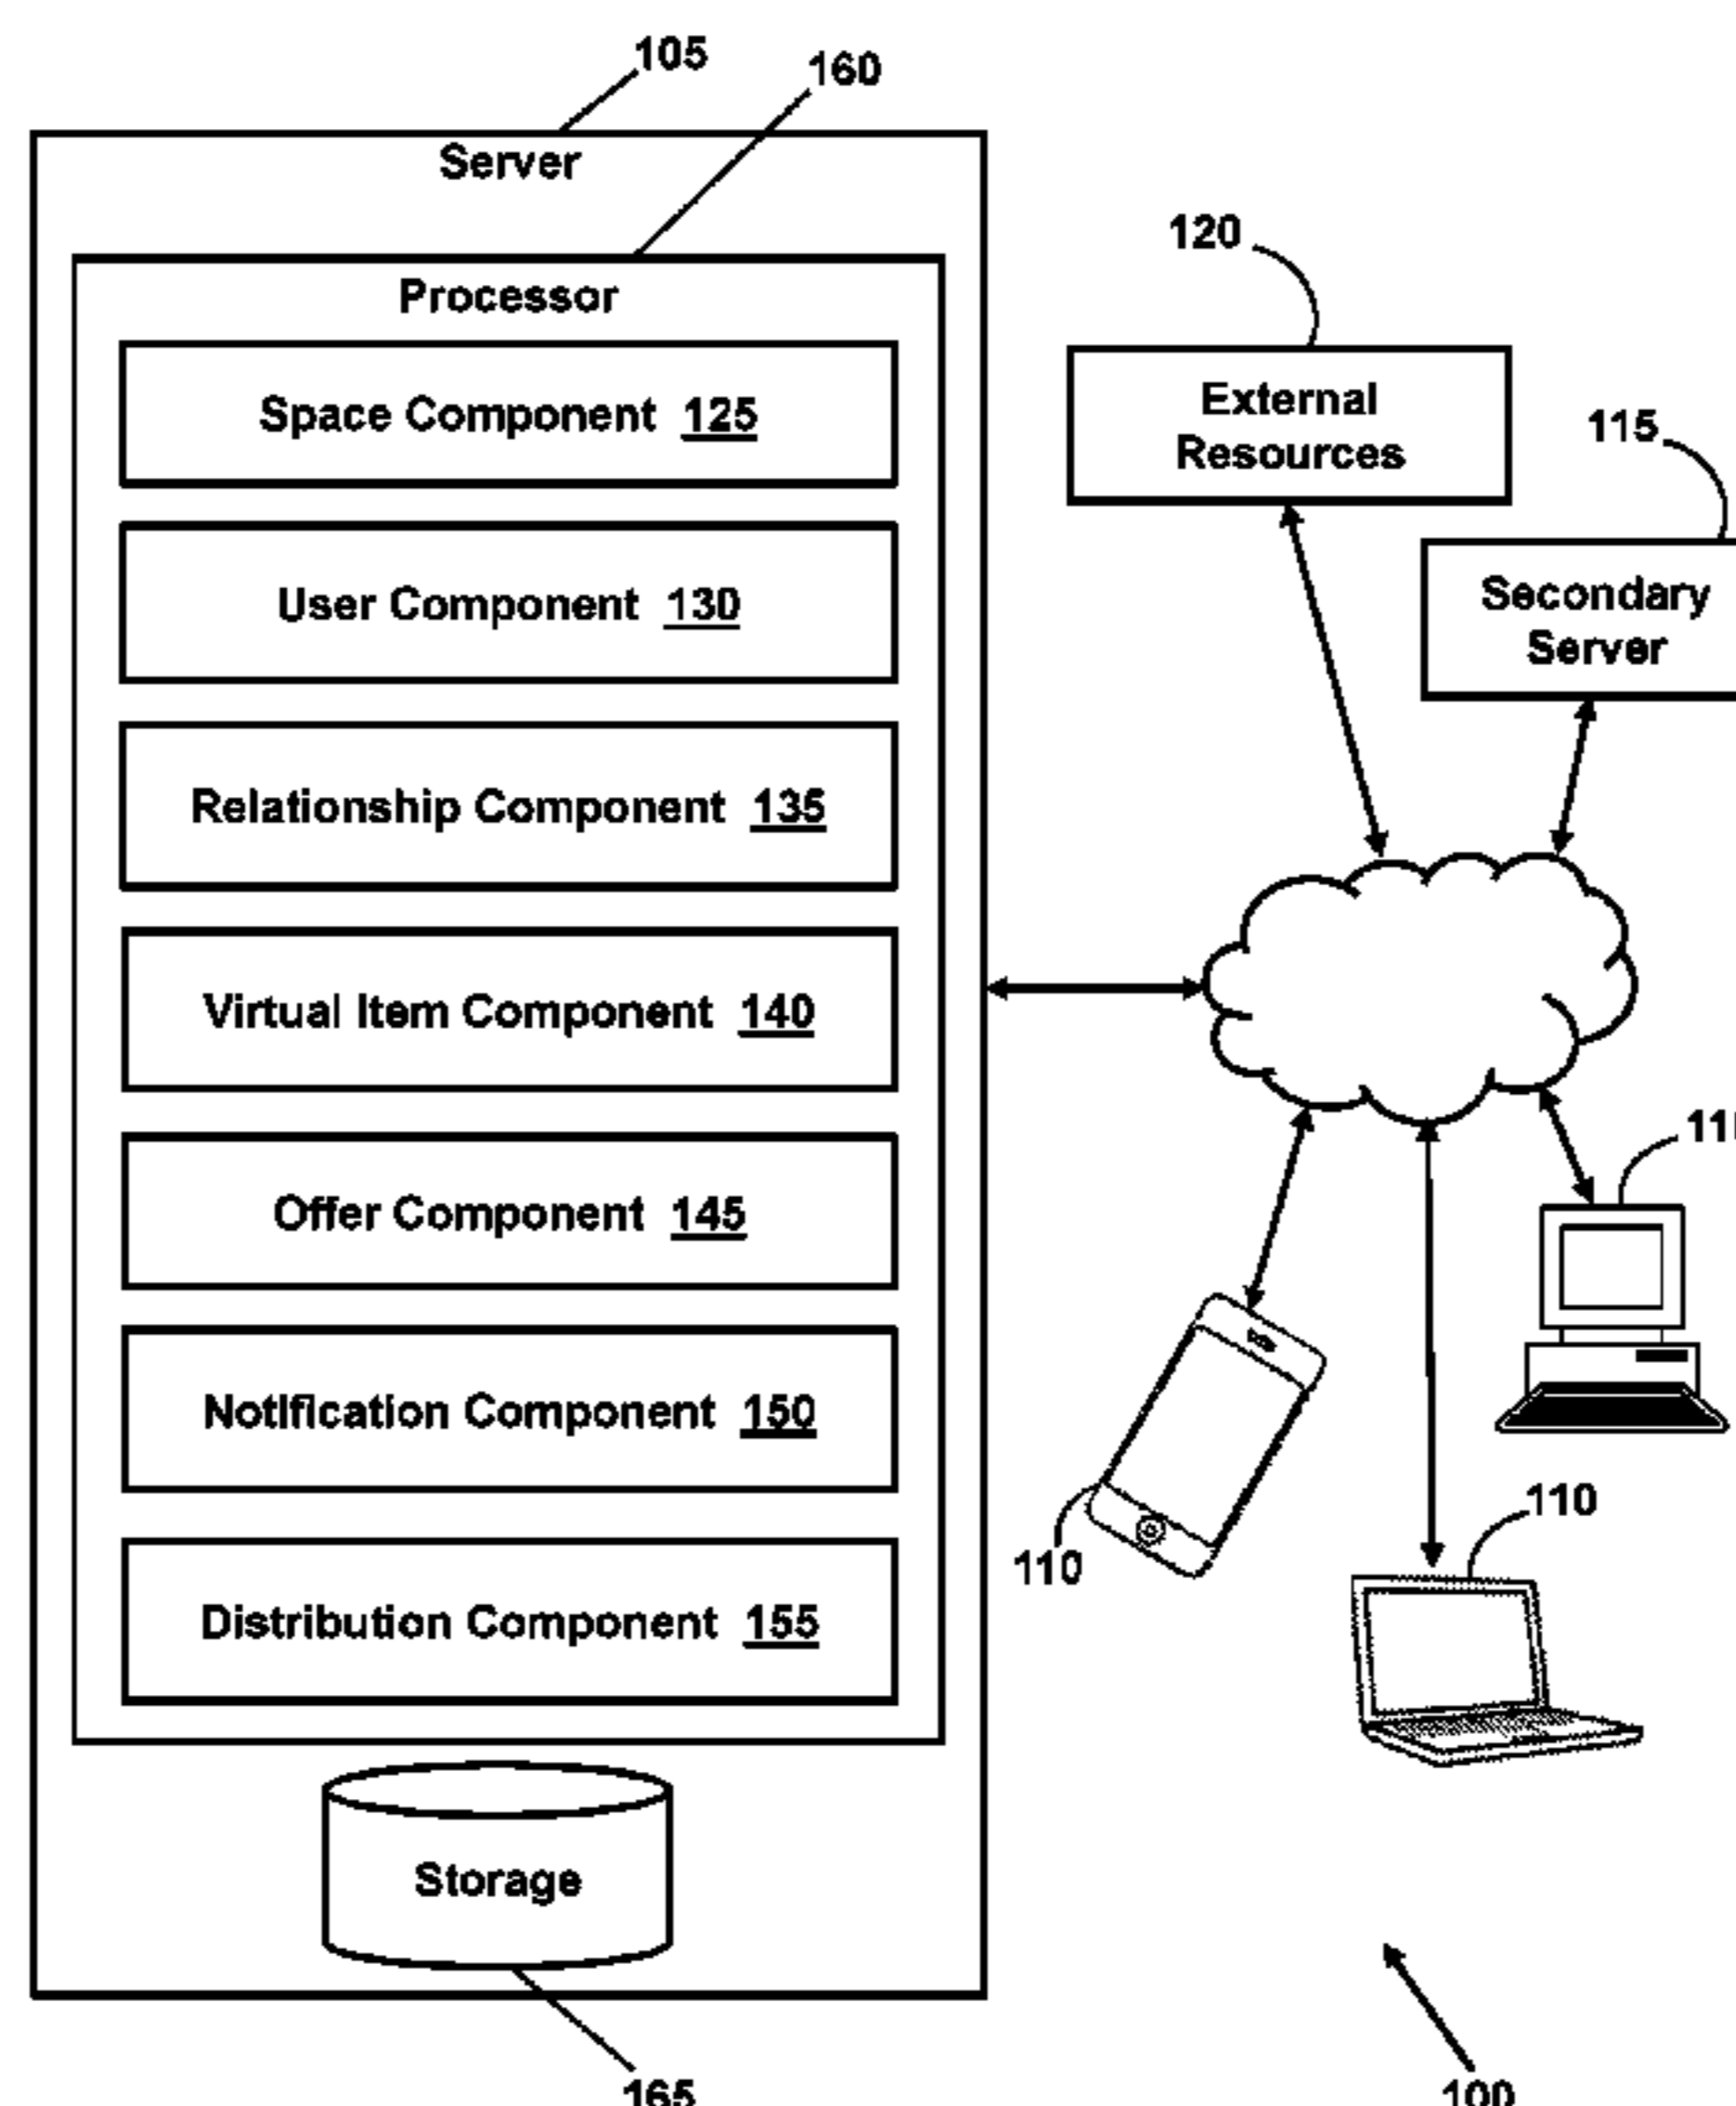 105
160
Server
Processor
Space Component 125
User Component 130
Relationship Component 135
Virtual Item Component 140
Offer Component 145
Notification Component 150
Distribution Component 155
Storage
165
120
External
Resources
115
Secondary
Server
110
110
100